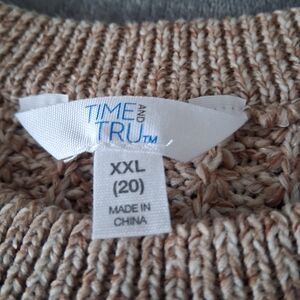 TIME AND
TRU™
XXL
(20)
MADE IN
CHINA